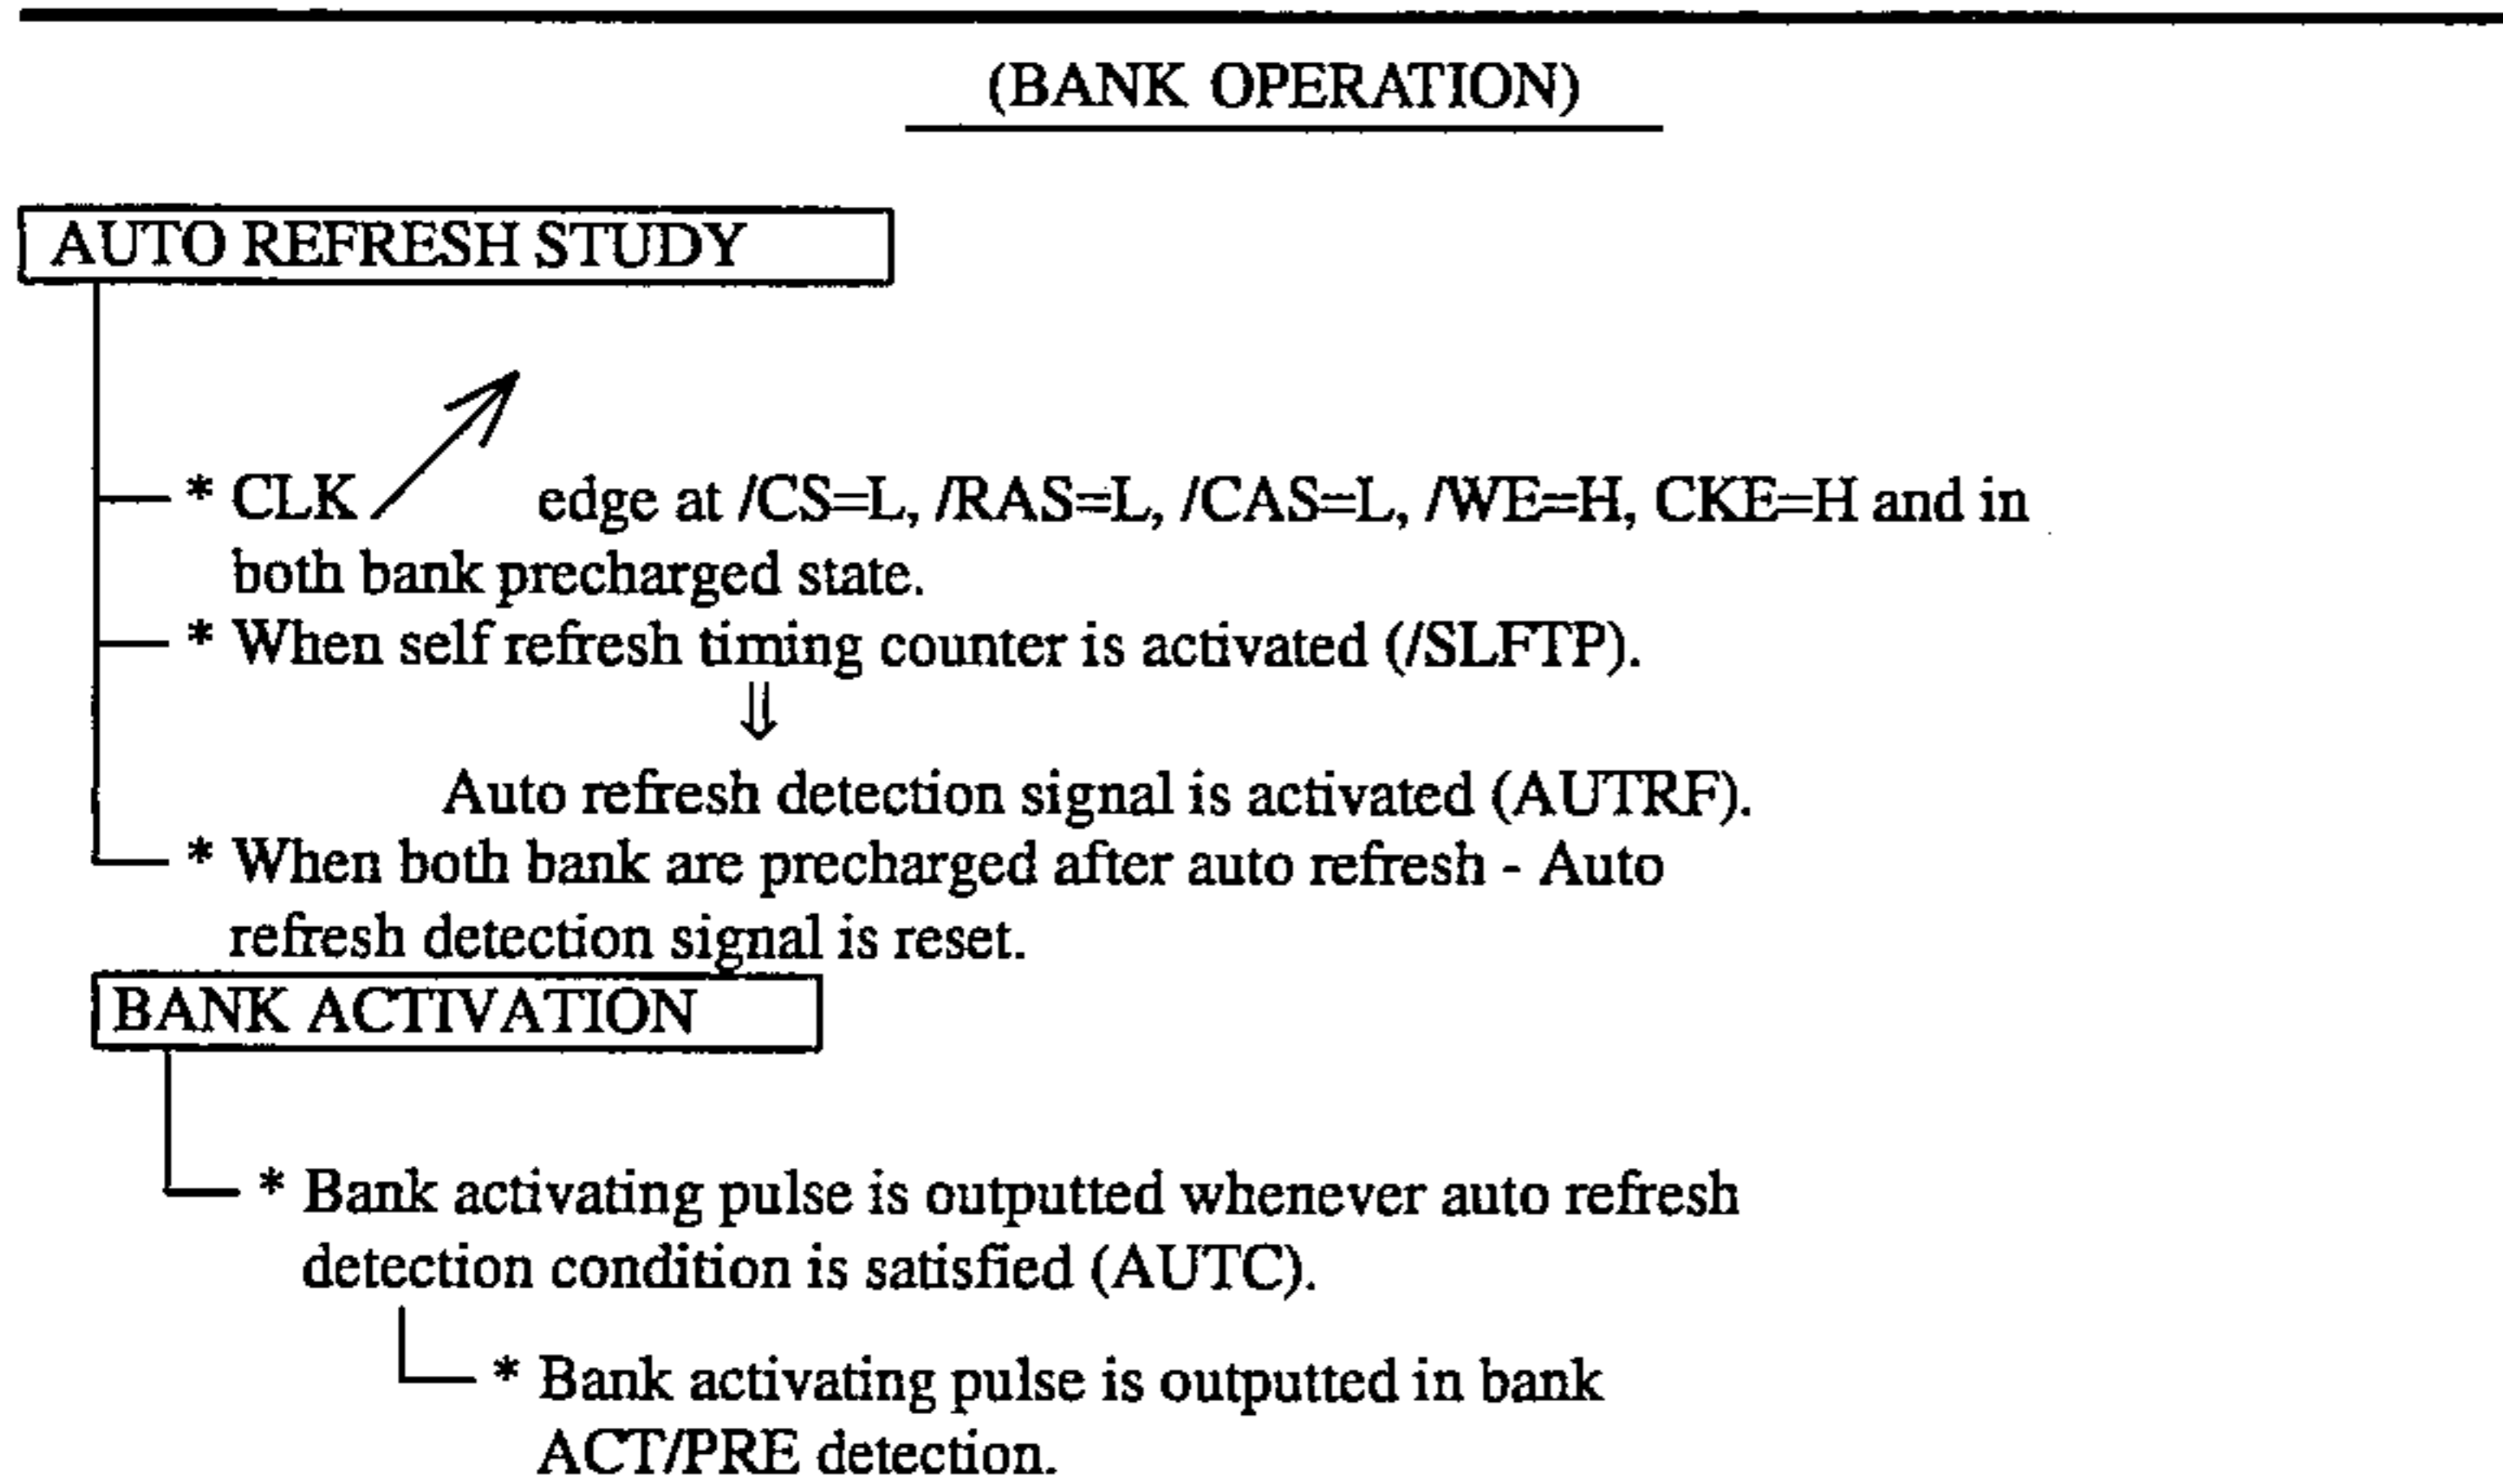 (BANK OPERATION)
AUTO REFRESH STUDY
* CLK edge at /CS=L, /RAS=L, /CAS=L, /WE=H, CKE=H and in
both bank precharged state.
* When self refresh timing counter is activated (/SLFTP).
⇓
Auto refresh detection signal is activated (AUTRF).
* When both bank are precharged after auto refresh - Auto
refresh detection signal is reset.
BANK ACTIVATION
* Bank activating pulse is outputted whenever auto refresh
detection condition is satisfied (AUTC).
* Bank activating pulse is outputted in bank
ACT/PRE detection.